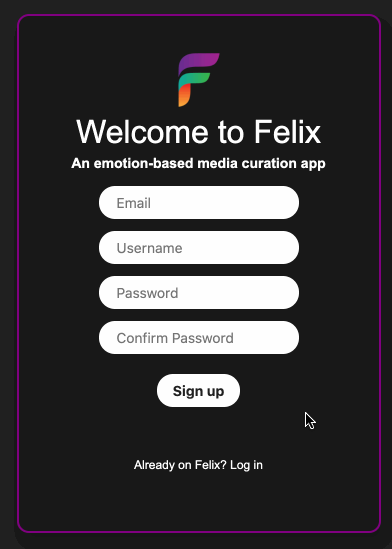 Welcome to Felix
An emotion-based media curation app
Email
Username
Password
Confirm Password
Sign up
Already on Felix? Log in